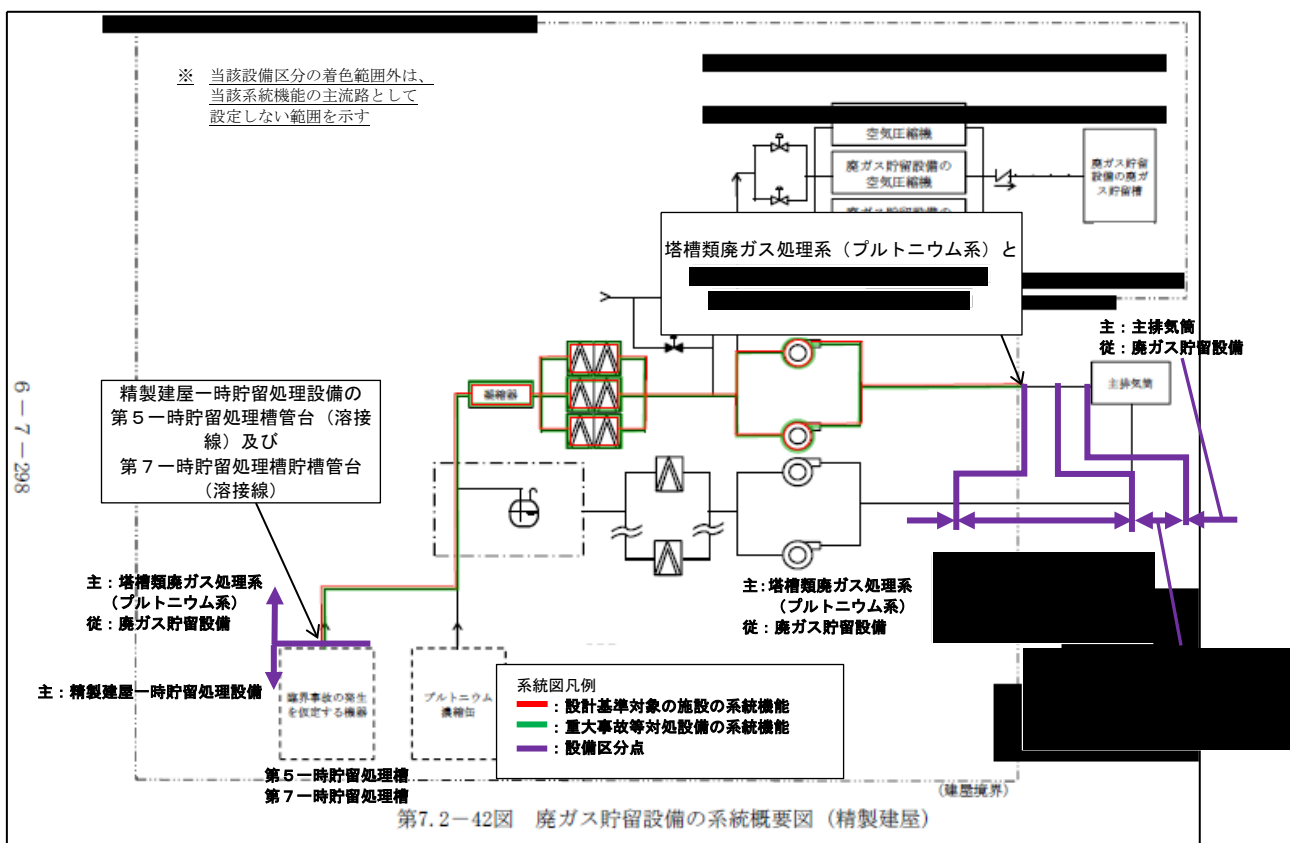 ※ 当該設備区分の着色範囲外は、
当該系統機能の主流路として
設定しない範囲を示す
空気圧縮機
廃ガス貯留設備の
空気圧縮機
廃ガス貯留設備の
廃ガス貯留
設備の廃ガ
ス貯留槽
塔槽類廃ガス処理系（プルトニウム系）と
主：主排気筒
従：廃ガス貯留設備
主排気筒
凝縮器
精製建屋一時貯留処理設備の
第５一時貯留処理槽管台（溶接
線）及び
第７一時貯留処理槽貯槽管台
（溶接線）
6－7－298
主：塔槽類廃ガス処理系
（プルトニウム系）
従：廃ガス貯留設備
主：塔槽類廃ガス処理系
（プルトニウム系）
従：廃ガス貯留設備
主：精製建屋一時貯留処理設備
臨界事故の発生
を仮定する機器
プルトニウム
濃縮缶
系統図凡例
：設計基準対象の施設の系統機能
：重大事故等対処設備の系統機能
：設備区分点
第５一時貯留処理槽
第７一時貯留処理槽
(建屋境界)
第7.2－42図　廃ガス貯留設備の系統概要図（精製建屋）